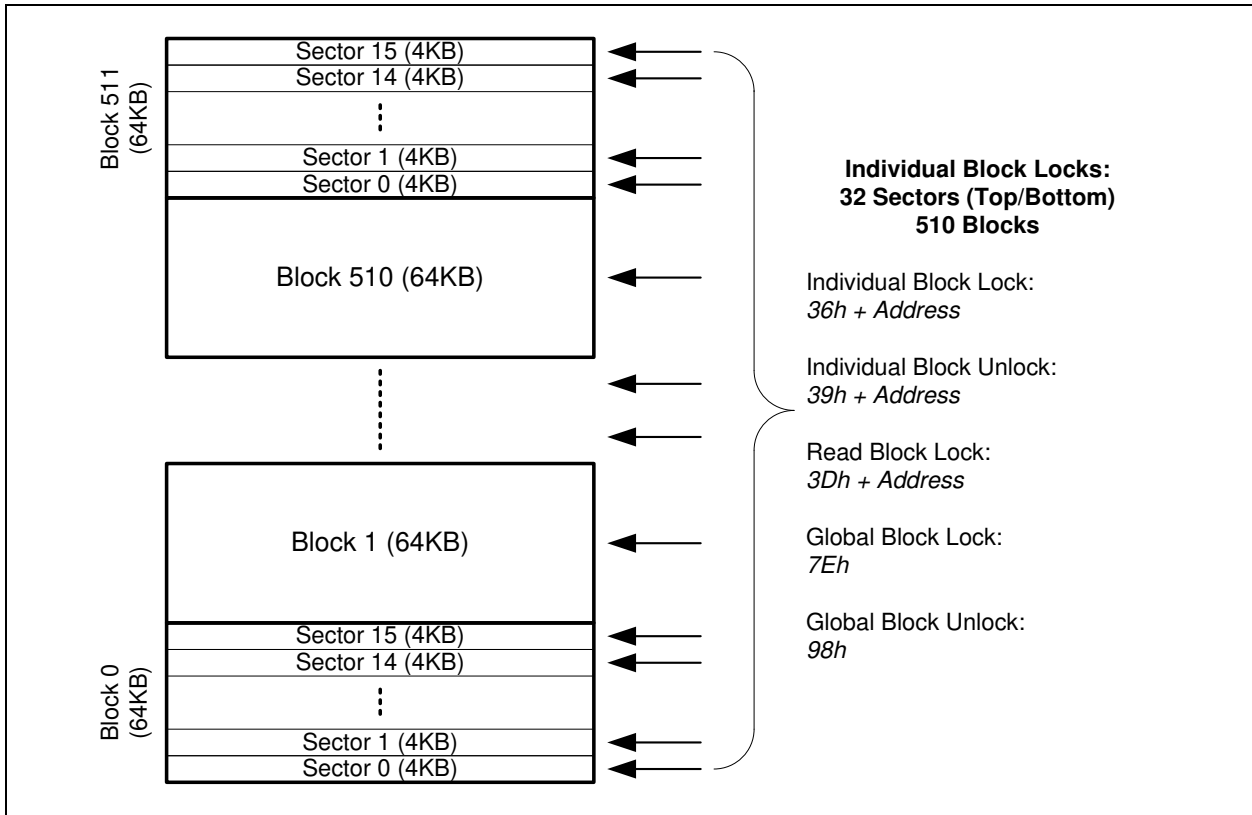 Block 511
(64KB)
Sector 15 (4KB)
Sector 14 (4KB)
Sector 1 (4KB)
Sector 0 (4KB)
Block 510 (64KB)
Block 1 (64KB)
Block 0
(64KB)
Sector 15 (4KB)
Sector 14 (4KB)
Sector 1 (4KB)
Sector 0 (4KB)
Individual Block Locks:
32 Sectors (Top/Bottom)
510 Blocks
Individual Block Lock:
36h + Address
Individual Block Unlock:
39h + Address
Read Block Lock:
3Dh + Address
Global Block Lock:
7Eh
Global Block Unlock:
98h